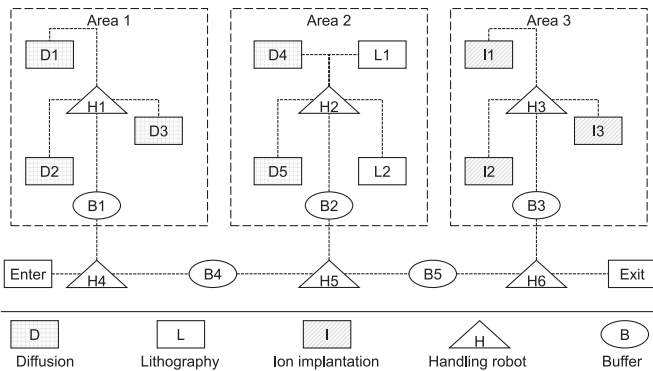 Area 1 Area 2 Area 3
D1 D4 L1 I1
H1 H2 H3
D3 I3
D2 D5 L2 I2
B1 B2 B3
Enter H4 B4 H5 B5 H6 Exit
D L I H B
Diffusion Lithography Ion implantation Handling robot Buffer